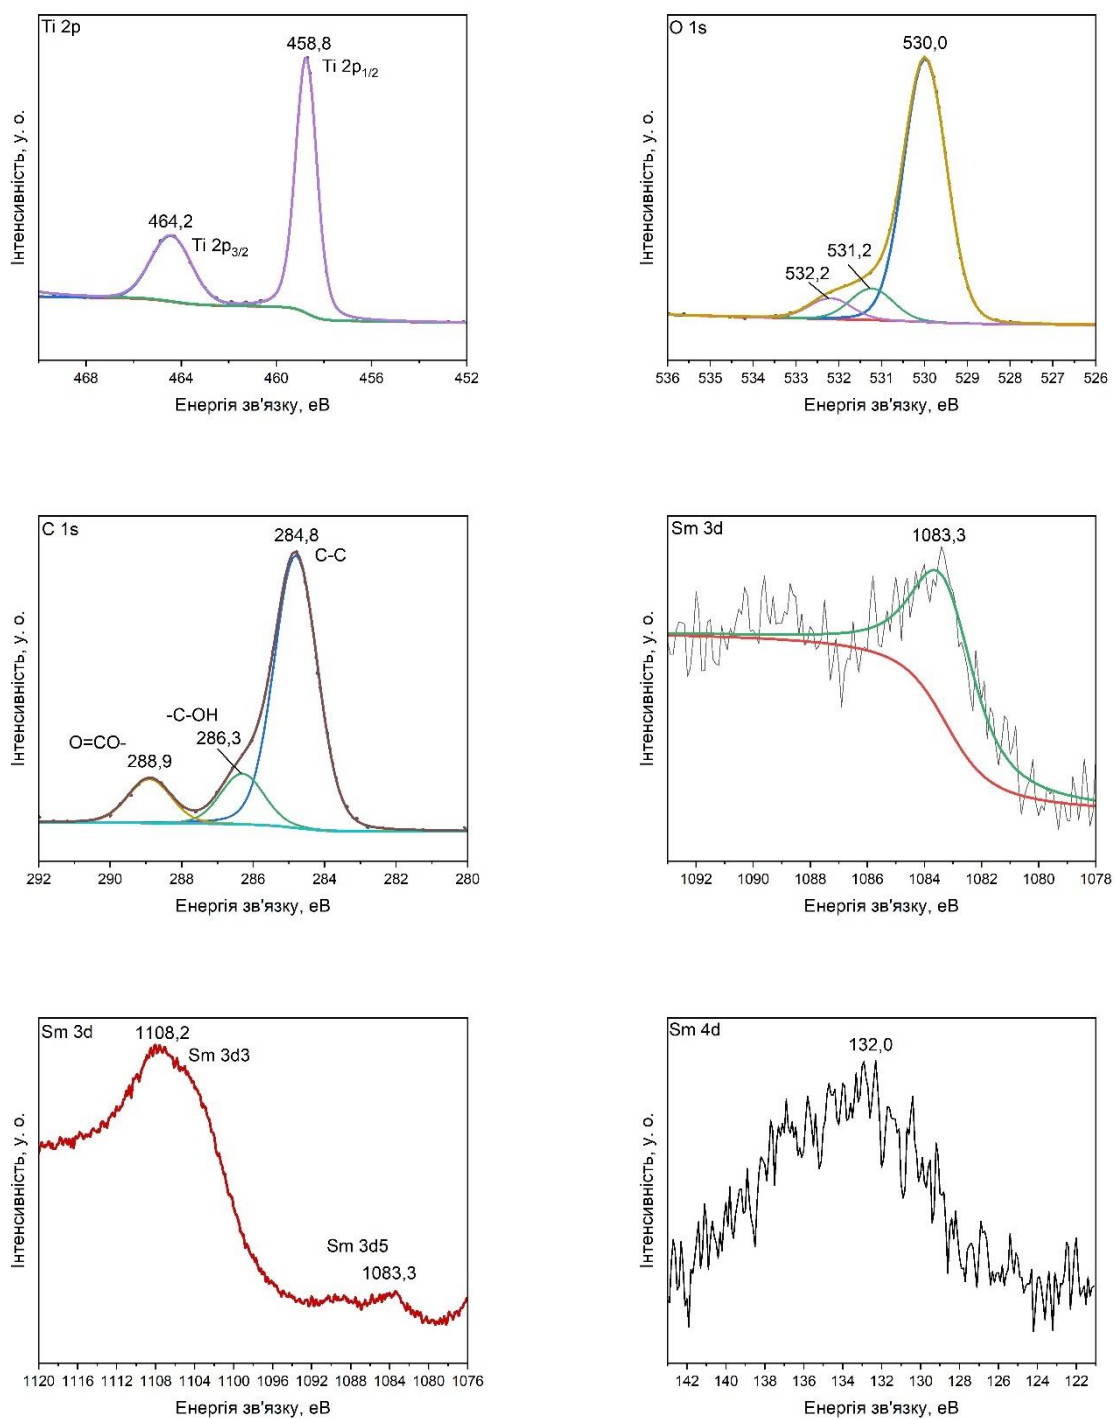 Ti 2p
458,8
Ti 2p1/2
464,2
Ti 2p3/2
Інтенсивність, у. о.
468 464 460 456 452
Енергія зв'язку, еВ
O 1s
530,0
531,2
532,2
Інтенсивність, у. о.
536 535 534 533 532 531 530 529 528 527 526
Енергія зв'язку, еВ
C 1s
284,8
C-C
-C-OH
286,3
O=CO-
288,9
Інтенсивність, у. о.
292 290 288 286 284 282 280
Енергія зв'язку, еВ
Sm 3d
1083,3
Інтенсивність, у. о.
1092 1090 1088 1086 1084 1082 1080 1078
Енергія зв'язку, еВ
Sm 3d
1108,2
Sm 3d3
Sm 3d5
1083,3
Інтенсивність, у. о.
1120 1116 1112 1108 1104 1100 1096 1092 1088 1084 1080 1076
Енергія зв'язку, еВ
Sm 4d
132,0
Інтенсивність, у. о.
142 140 138 136 134 132 130 128 126 124 122
Енергія зв'язку, еВ